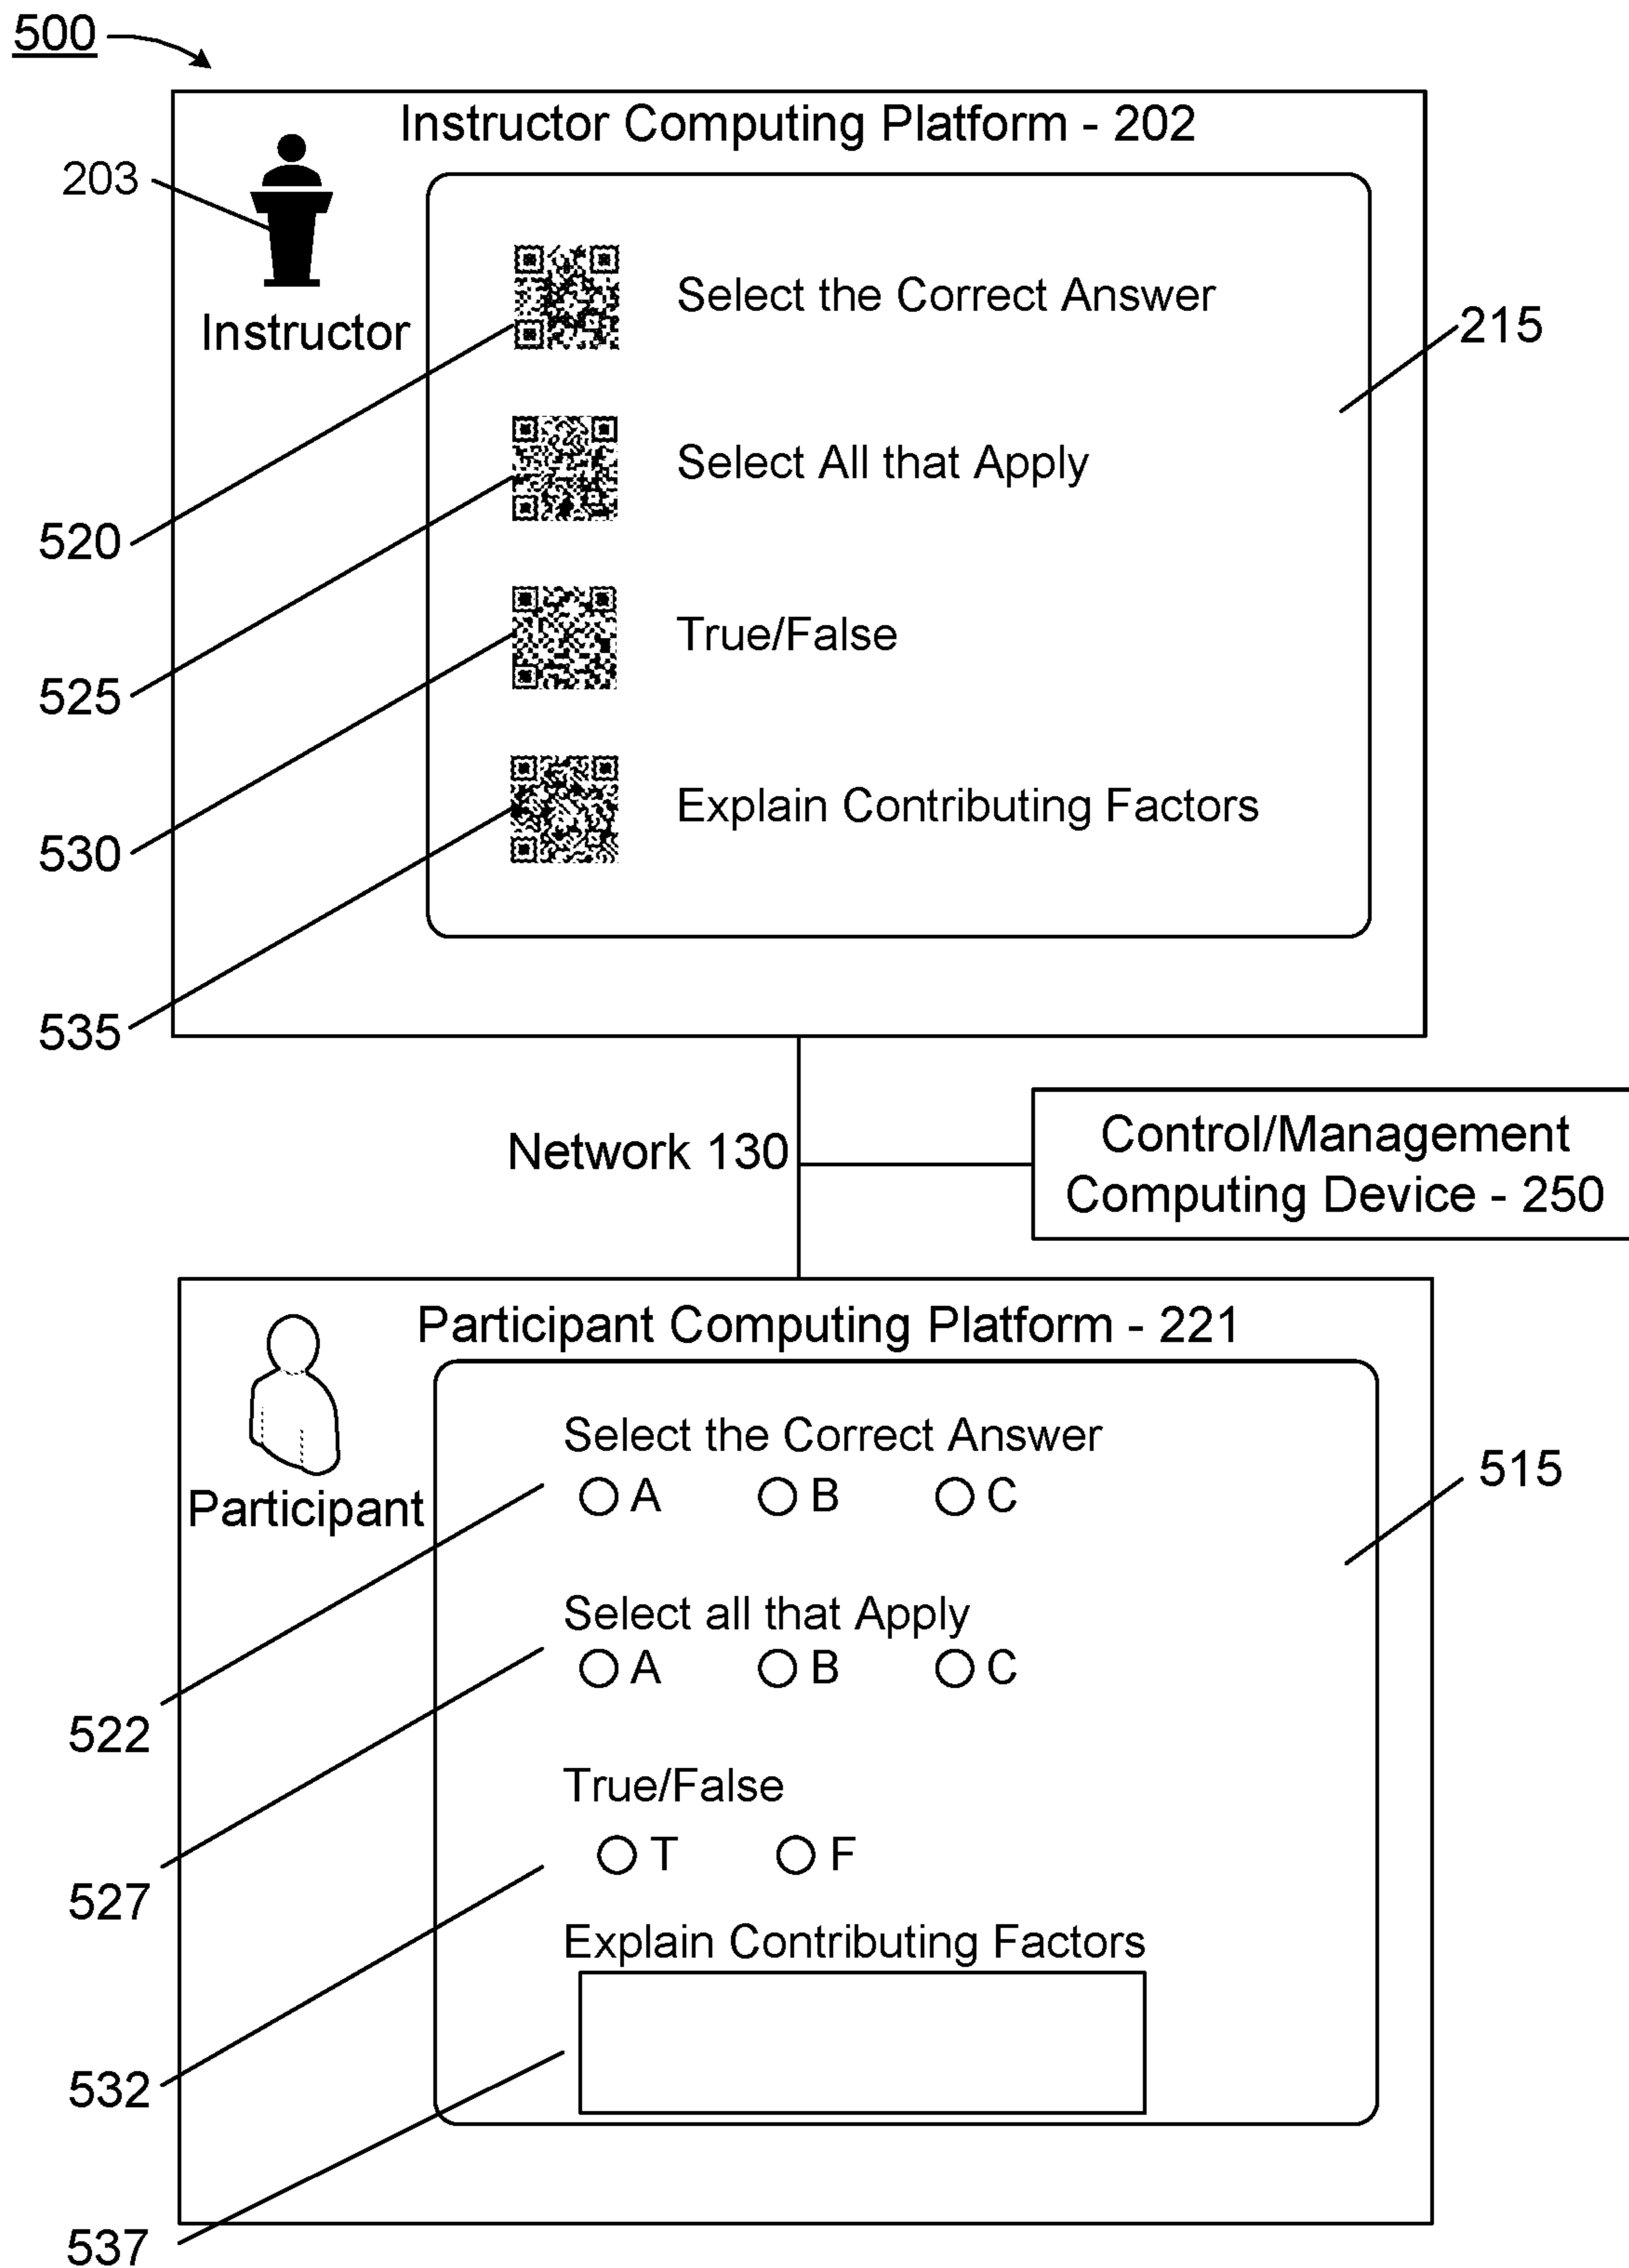 500
Instructor Computing Platform - 202
203
Instructor
Select the Correct Answer
215
Select All that Apply
520
True/False
525
Explain Contributing Factors
530
535
Network 130
Control/Management
Computing Device - 250
Participant Computing Platform - 221
Participant
Select the Correct Answer
A B C
515
Select all that Apply
A B C
522
True/False
T F
527
Explain Contributing Factors
532
537